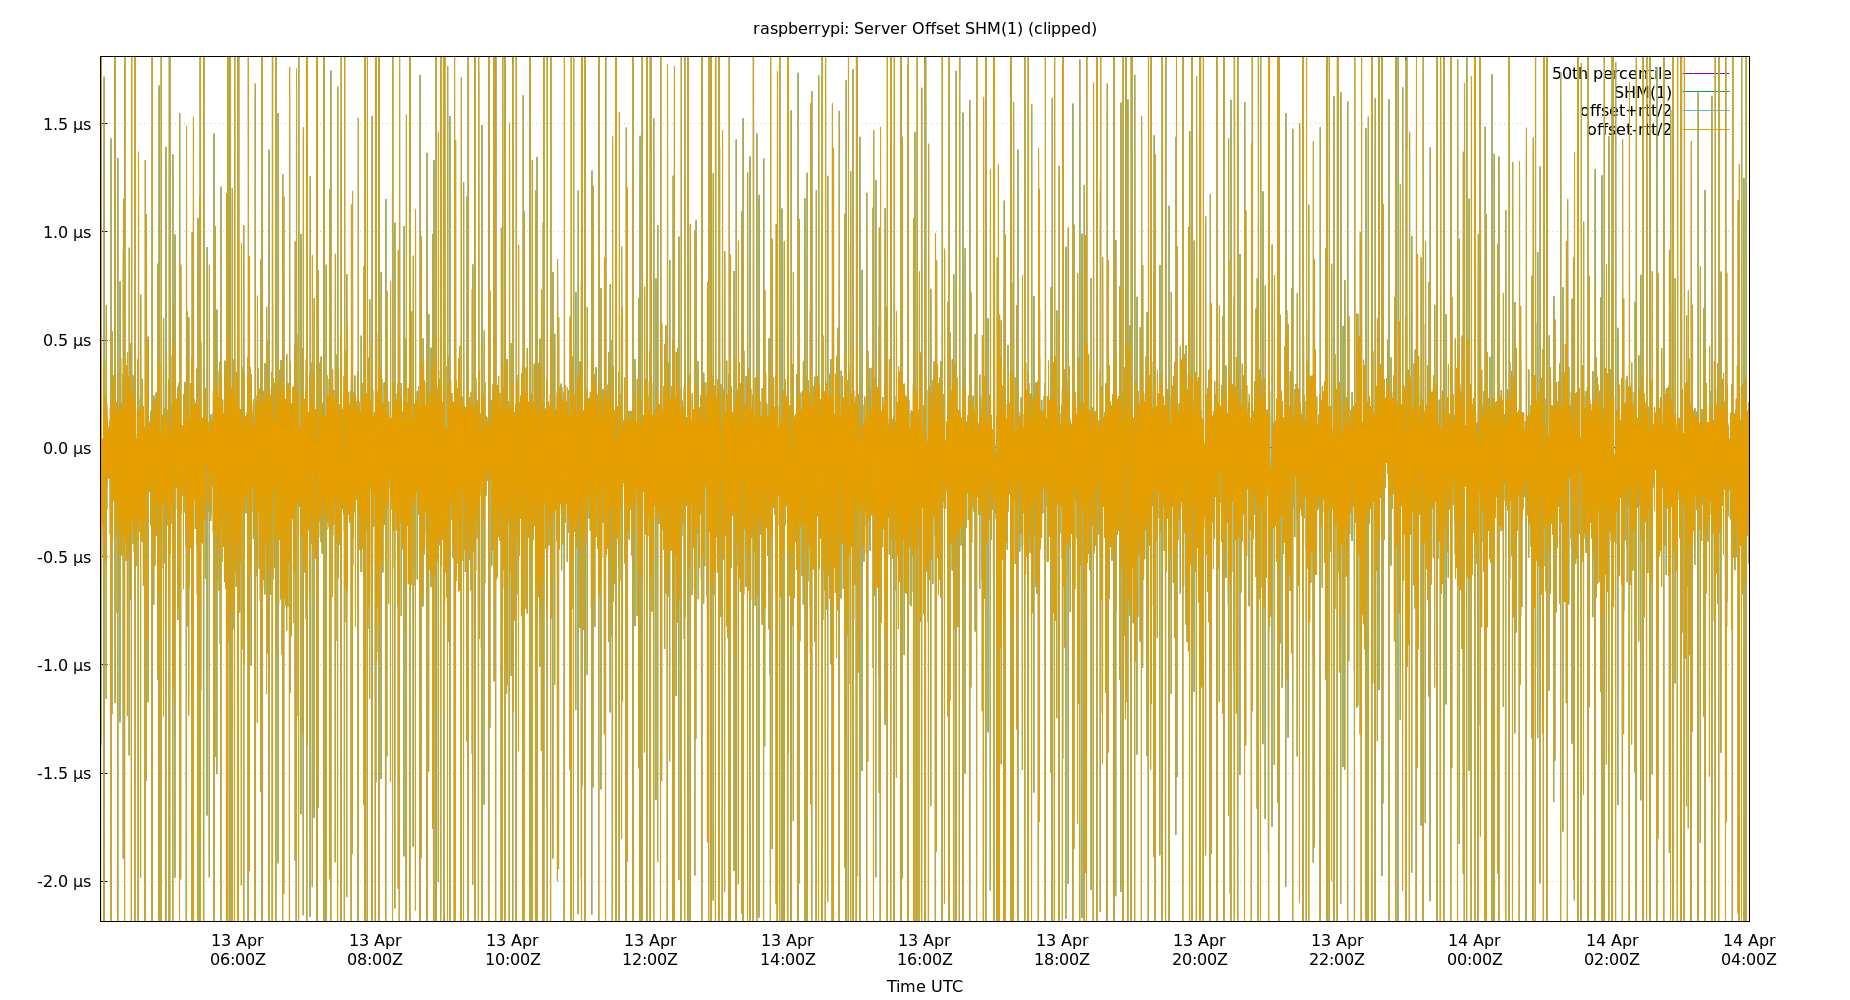 raspberrypi: Server Offset SHM(1) (clipped)
50th percentile
SHM(1)
offset+rtt/2
offset-rtt/2
1.5 µs
1.0 µs
0.5 µs
0.0 µs
-0.5 µs
-1.0 µs
-1.5 µs
-2.0 µs
13 Apr 13 Apr 13 Apr 13 Apr 13 Apr 13 Apr 13 Apr 13 Apr 13 Apr 14 Apr 14 Apr 14 Apr
06:00Z 08:00Z 10:00Z 12:00Z 14:00Z 16:00Z 18:00Z 20:00Z 22:00Z 00:00Z 02:00Z 04:00Z
Time UTC